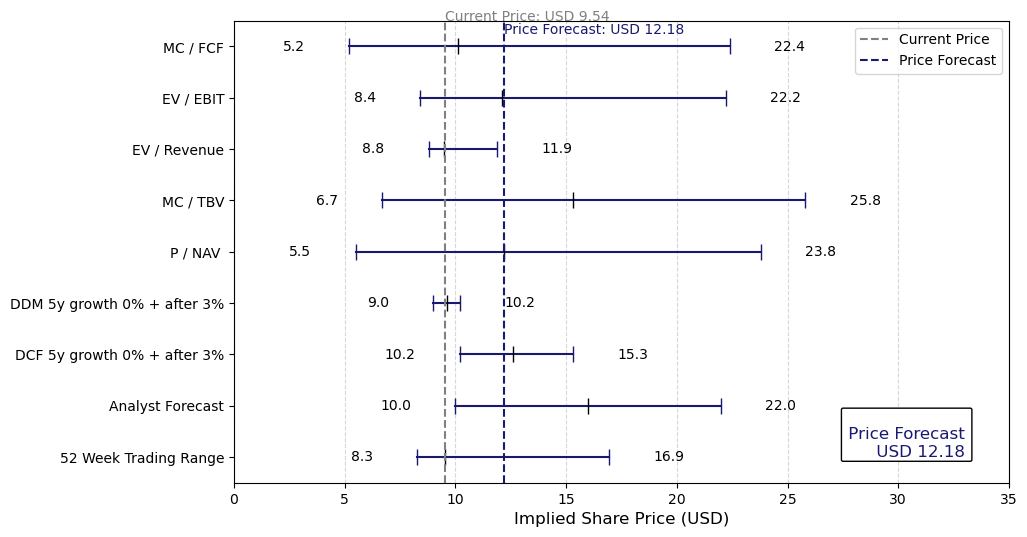 Current Price: USD 9.54
Price Forecast: USD 12.18
Current Price
Price Forecast
MC / FCF 5.2 22.4
EV / EBIT 8.4 22.2
EV / Revenue 8.8 11.9
MC / TBV 6.7 25.8
P / NAV 5.5 23.8
DDM 5y growth 0% + after 3% 9.0 10.2
DCF 5y growth 0% + after 3% 10.2 15.3
Analyst Forecast 10.0 22.0
52 Week Trading Range 8.3 16.9
Price Forecast
USD 12.18
0 5 10 15 20 25 30 35
Implied Share Price (USD)